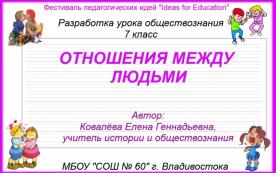 Фестиваль педагогических идей "Ideas for Education"
Разработка урока обществознания
7 класс
ОТНОШЕНИЯ МЕЖДУ
ЛЮДЬМИ
Автор:
Ковалёва Елена Геннадьевна,
учитель истории и обществознания
МБОУ "СОШ № 60" г. Владивостока